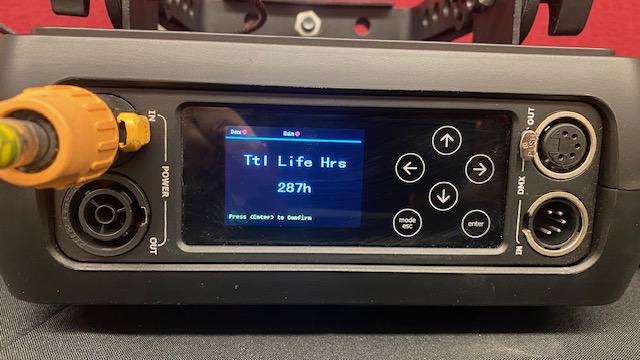 Dmx Rdm
Ttl Life Hrs
287h
Press <Enter> to Confirm
mode
esc
enter
IN
POWER
OUT
OUT
PUSH
DMX
IN